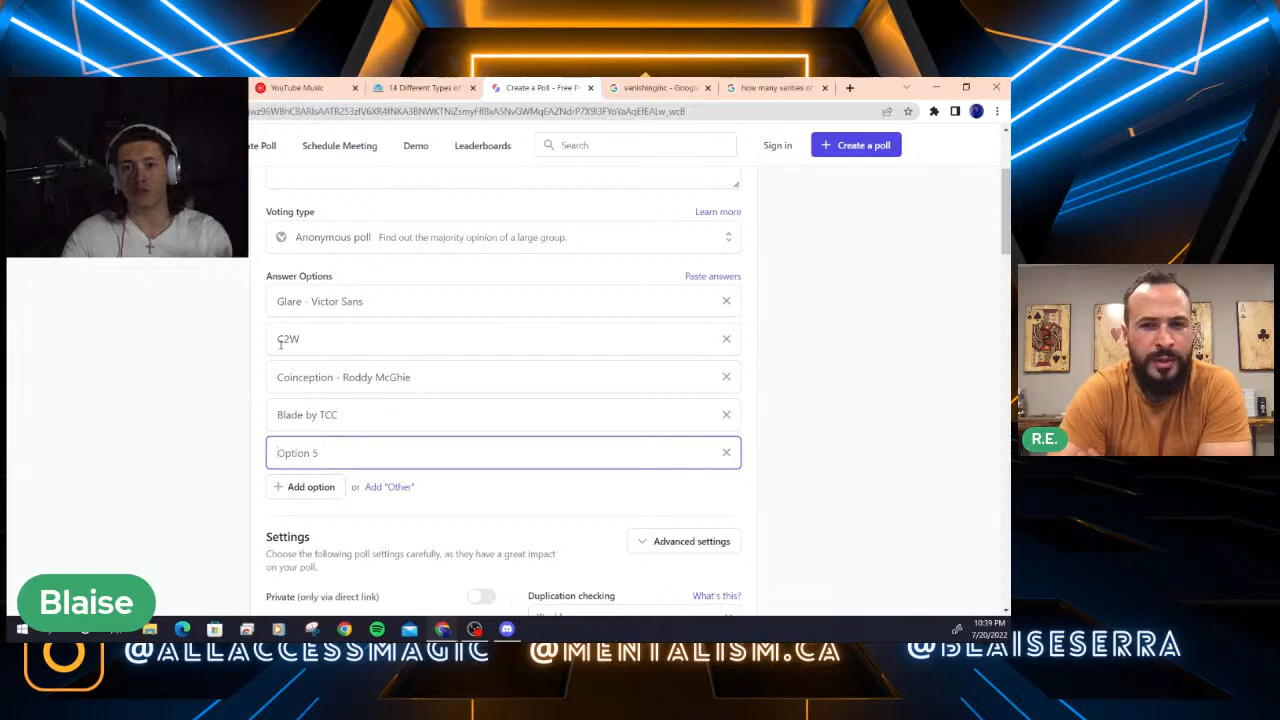 YouTube Music
14 Different Types of
Create a Poll - Free P
vanishinginc - Google
how many varities of
wz96WBhC8ARIsAATR253
ate Poll
Schedule Meeting
Demo
Leaderboards
Search
Sign in
+ Create a poll
Voting type
Learn more
Anonymous poll Find out the majority opinion of a large group.
Answer Options
Paste answers
Glare - Victor Sans
C2W
Coinception - Roddy McGhie
Blade by TCC
Option 5
+ Add option or Add "Other"
Settings
Advanced settings
Choose the following poll settings carefully, as they have a great impact
on your poll.
Private (only via direct link)
Duplication checking
What's this?
R.E.
Blaise
10:39 PM
7/20/2022
@ALLACCESSMAGIC
@MENTALISM.CA
@BLAISESERRA